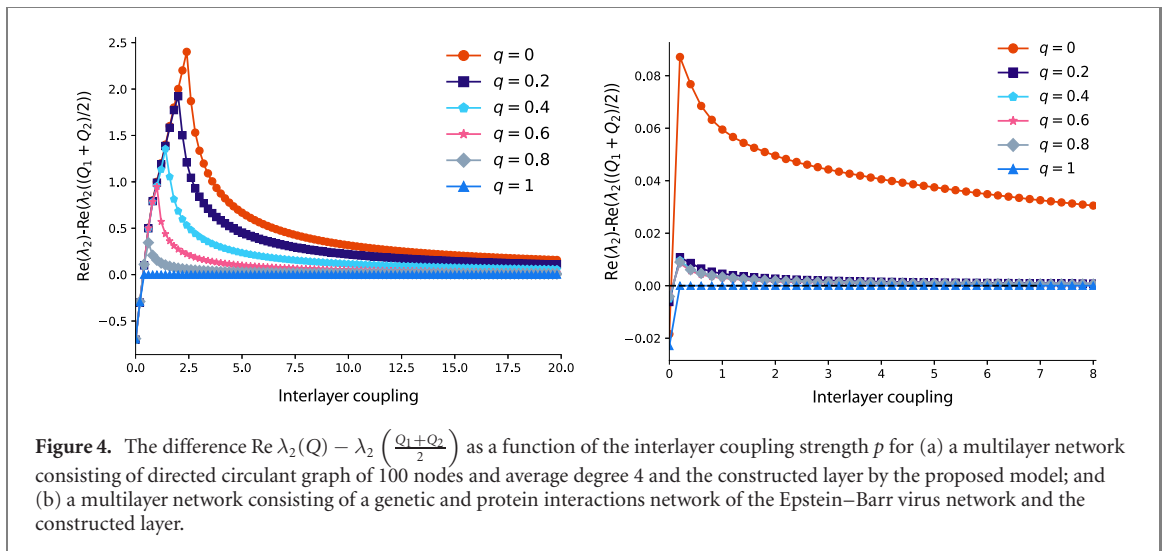 2.5
2.0
1.5
1.0
0.5
0.0
−0.5
Re(λ₂)-Re(λ₂((Q₁ + Q₂)/2))
0.0 2.5 5.0 7.5 10.0 12.5 15.0 17.5 20.0
Interlayer coupling
q = 0
q = 0.2
q = 0.4
q = 0.6
q = 0.8
q = 1
0.08
0.06
0.04
0.02
0.00
−0.02
Re(λ₂)-Re(λ₂((Q₁ + Q₂)/2))
0 1 2 3 4 5 6 7 8
Interlayer coupling
q = 0
q = 0.2
q = 0.4
q = 0.6
q = 0.8
q = 1
Figure 4. The difference Re λ₂(Q) − λ₂ ((Q₁+Q₂)/2) as a function of the interlayer coupling strength p for (a) a multilayer network
consisting of directed circulant graph of 100 nodes and average degree 4 and the constructed layer by the proposed model; and
(b) a multilayer network consisting of a genetic and protein interactions network of the Epstein–Barr virus network and the
constructed layer.